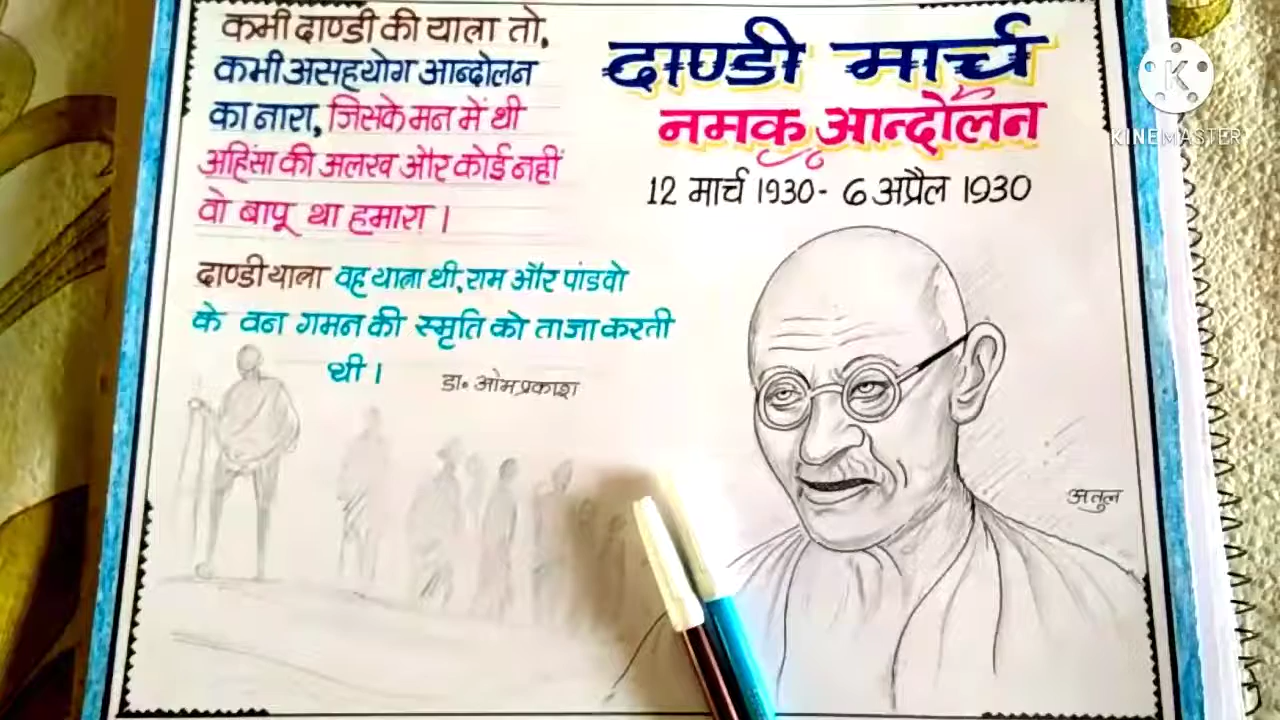 कभी दाण्डी की यात्रा तो,
कभी असहयोग आन्दोलन
का नारा, जिसके मन में थी
अहिंसा की अलख और कोई नहीं
वो बापू था हमारा।
दाण्डी यात्रा वह यात्रा थी, राम और पांडवो
के वन गमन की स्मृति को ताजा करती
थी।
डा. ओमप्रकाश
दाण्डी मार्च
नमक आन्दोलन
12 मार्च 1930 - 6 अप्रैल 1930
अतुल
K
KINEMASTER